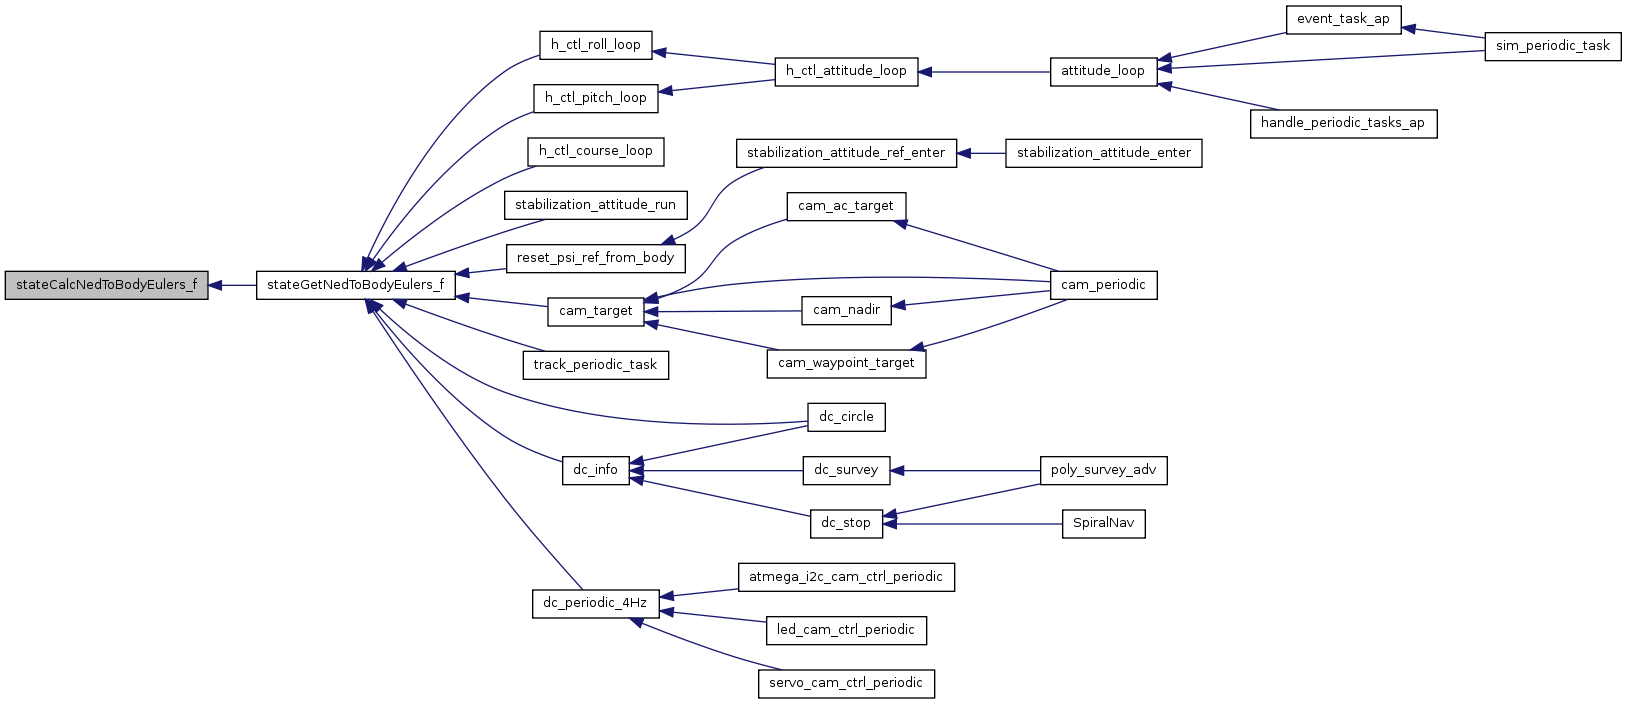 event_task_ap
h_ctl_roll_loop
sim_periodic_task
h_ctl_attitude_loop
attitude_loop
h_ctl_pitch_loop
handle_periodic_tasks_ap
h_ctl_course_loop
stabilization_attitude_ref_enter
stabilization_attitude_enter
stabilization_attitude_run
cam_ac_target
reset_psi_ref_from_body
stateCalcNedToBodyEulers_f
stateGetNedToBodyEulers_f
cam_periodic
cam_target
cam_nadir
track_periodic_task
cam_waypoint_target
dc_circle
dc_info
dc_survey
poly_survey_adv
dc_stop
SpiralNav
atmega_i2c_cam_ctrl_periodic
dc_periodic_4Hz
led_cam_ctrl_periodic
servo_cam_ctrl_periodic